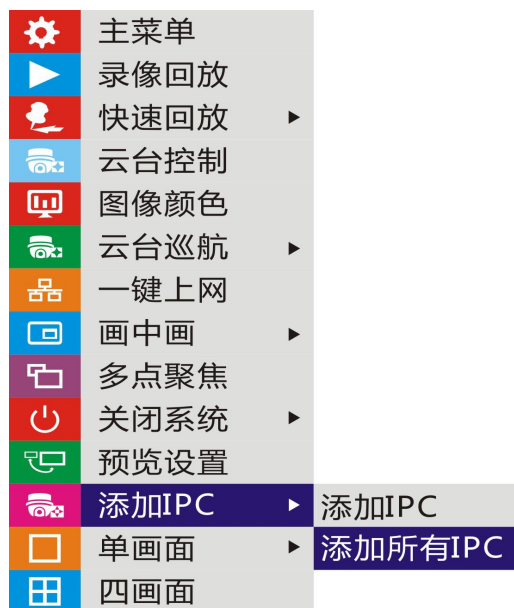 主菜单
录像回放
快速回放
云台控制
图像颜色
云台巡航
一键上网
画中画
多点聚焦
关闭系统
预览设置
添加IPC
添加IPC
单画面
添加所有IPC
四画面